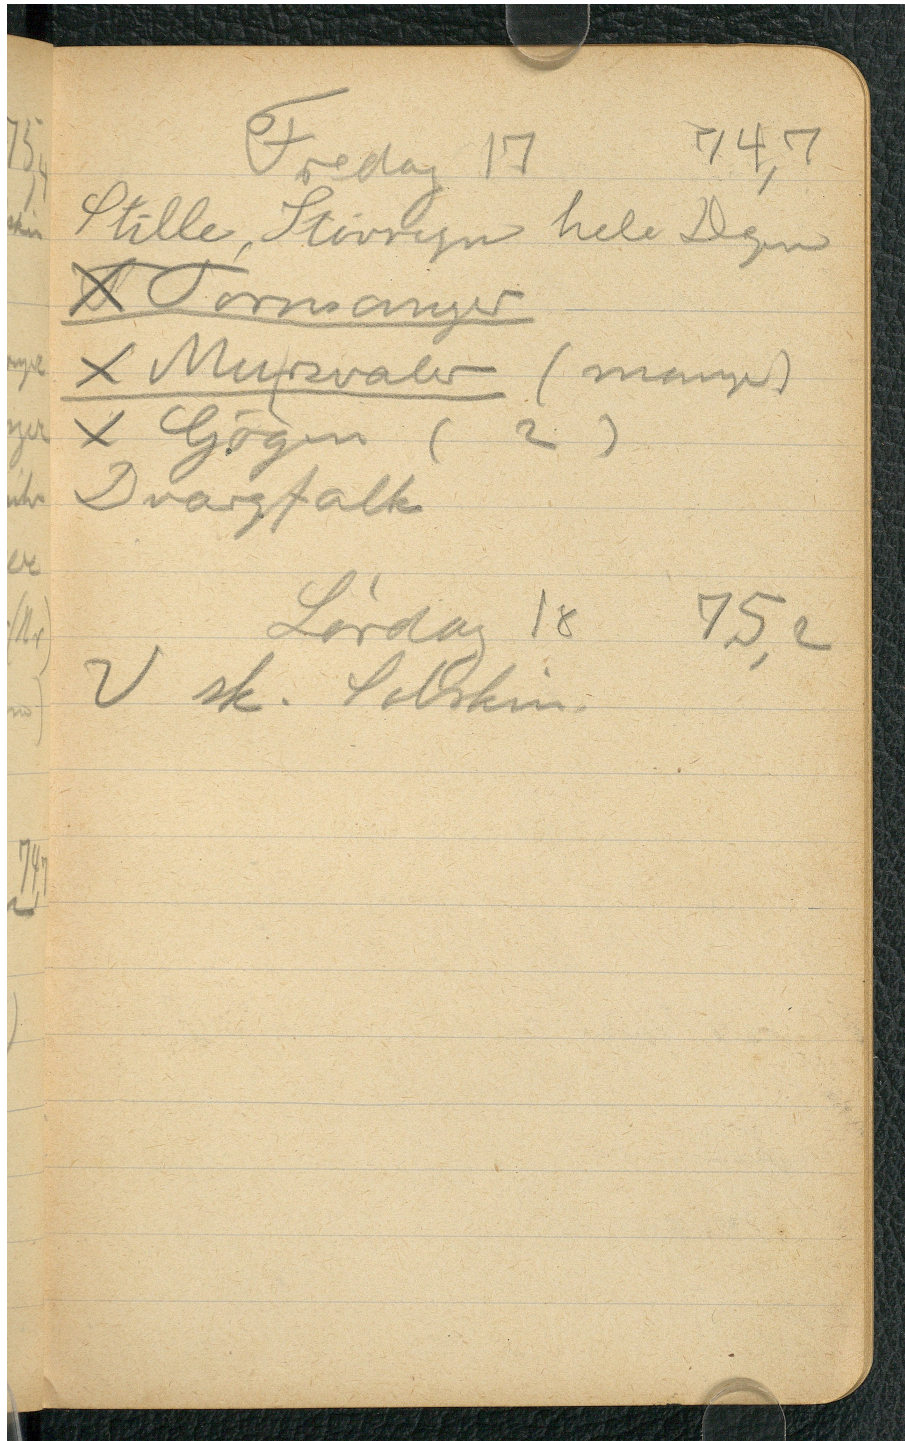 Fredag 17 74,7
Stille, Støvregn hele Dagen
X Tornsanger
X Mursvaler (mange)
X Gøgen ( 2 )
Dvargfalk
Lørdag 18 75,2
V sk. Solskin.